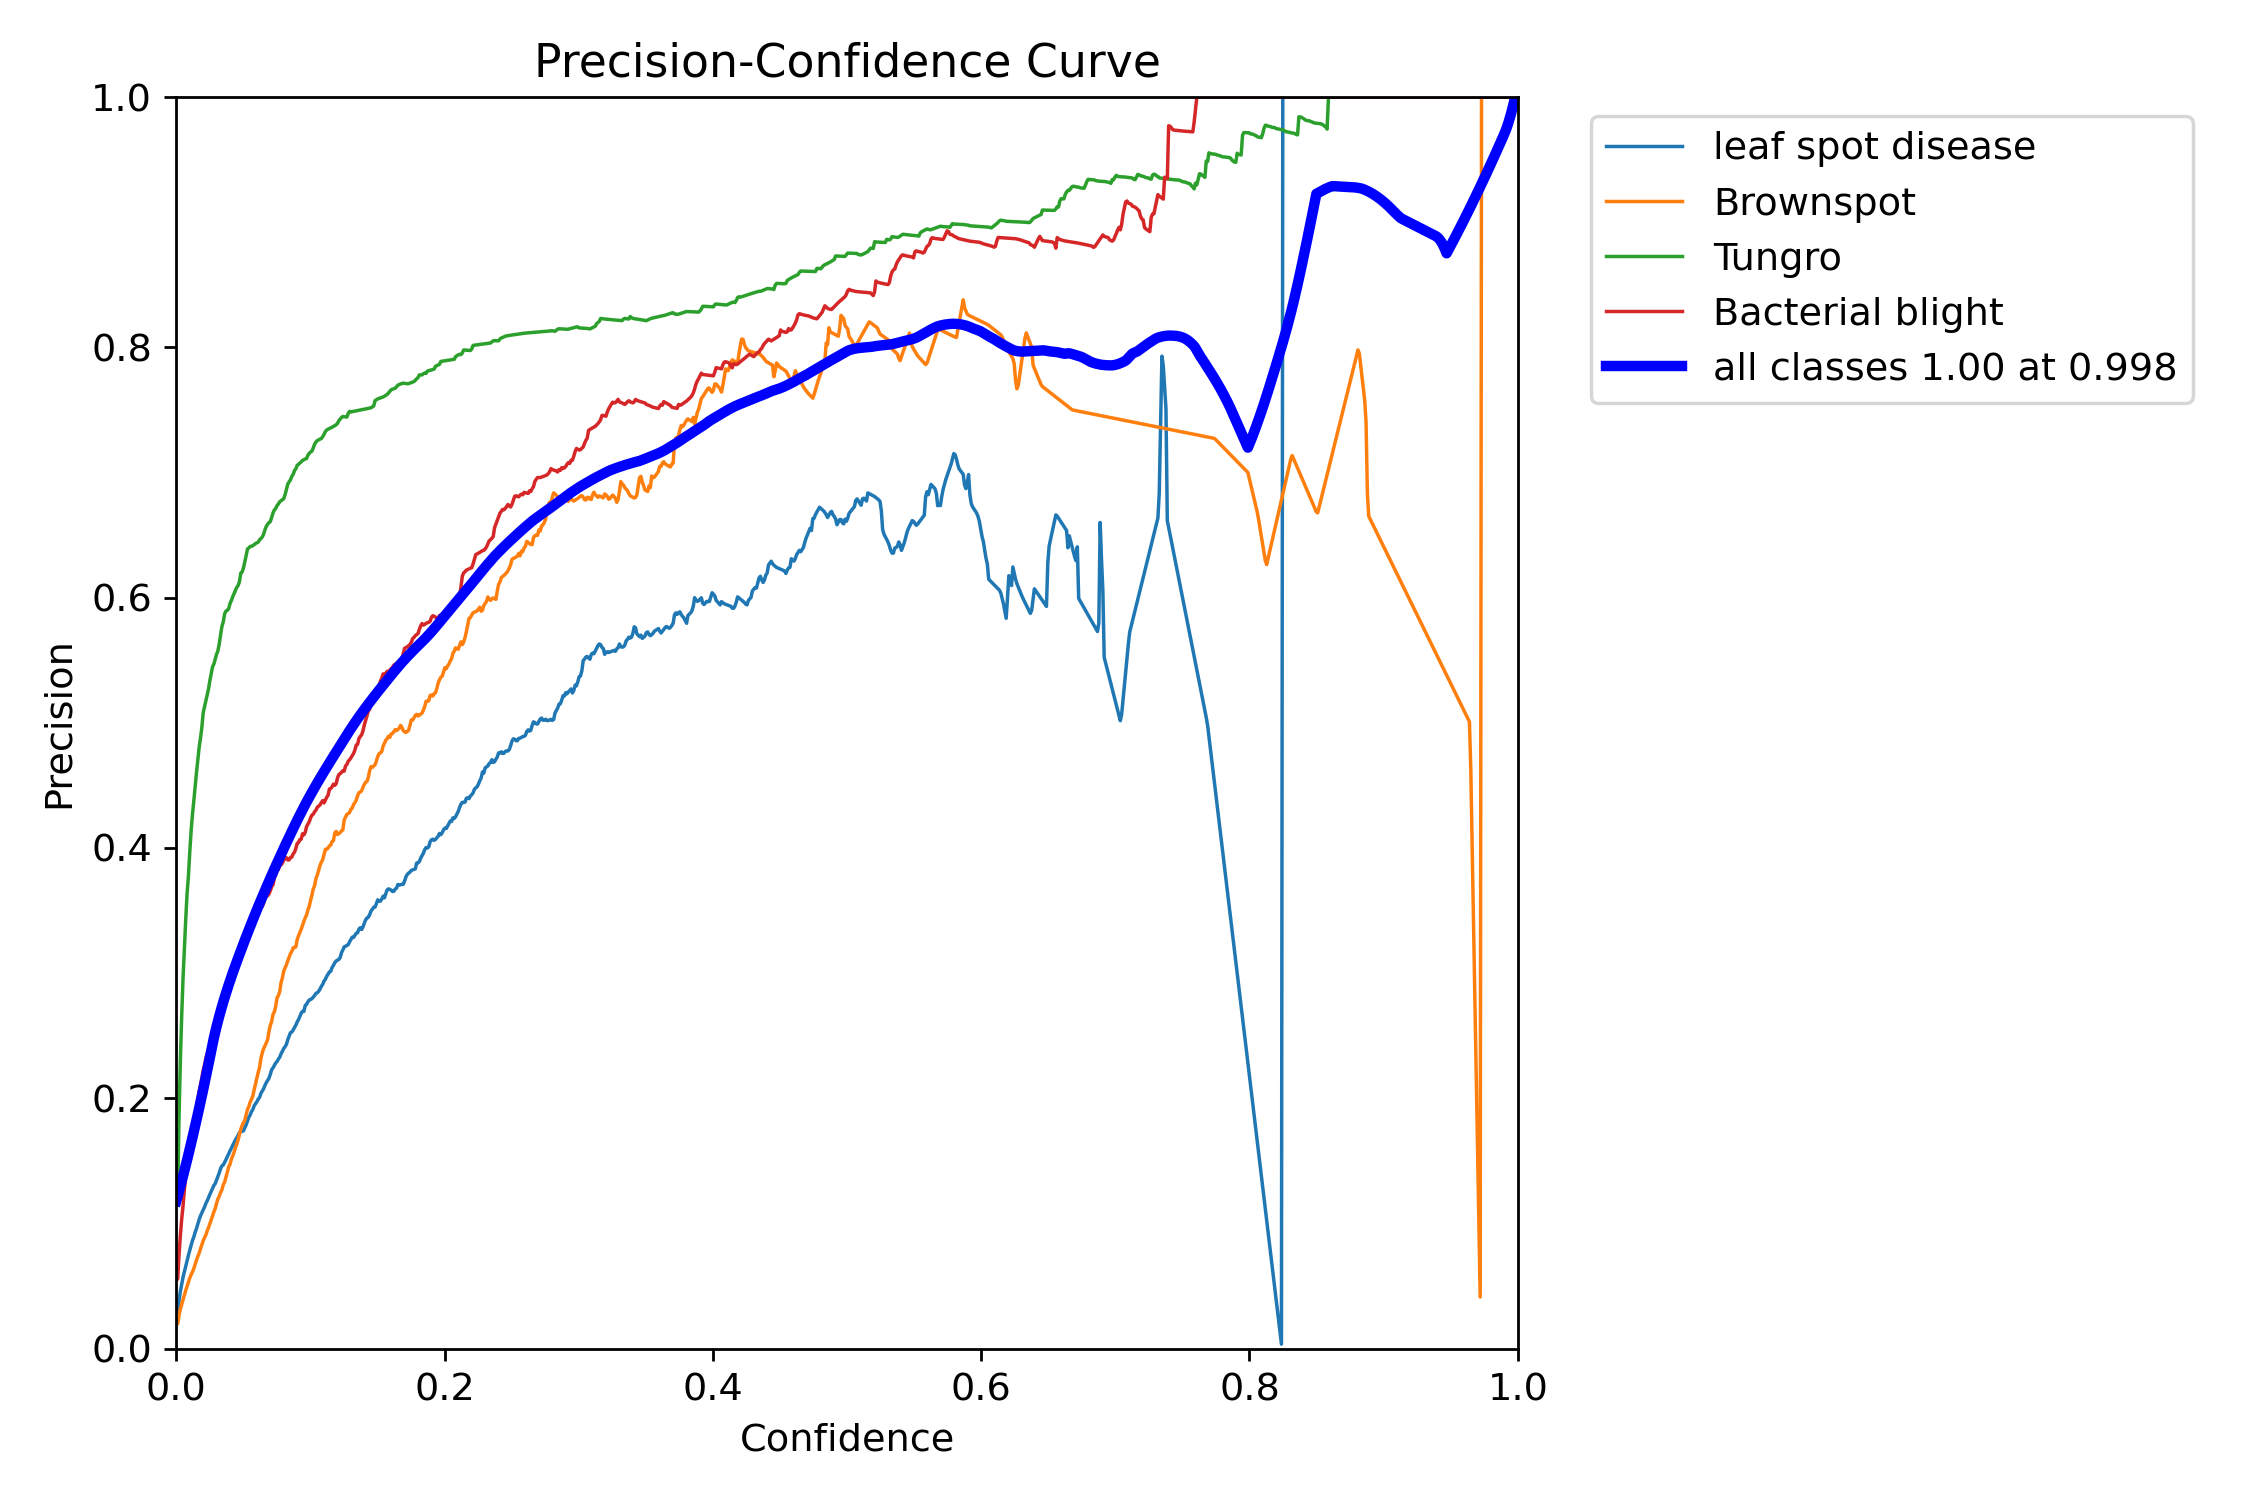 Precision-Confidence Curve
1.0
0.8
0.6
0.4
0.2
0.0
Precision
0.0 0.2 0.4 0.6 0.8 1.0
Confidence
leaf spot disease
Brownspot
Tungro
Bacterial blight
all classes 1.00 at 0.998